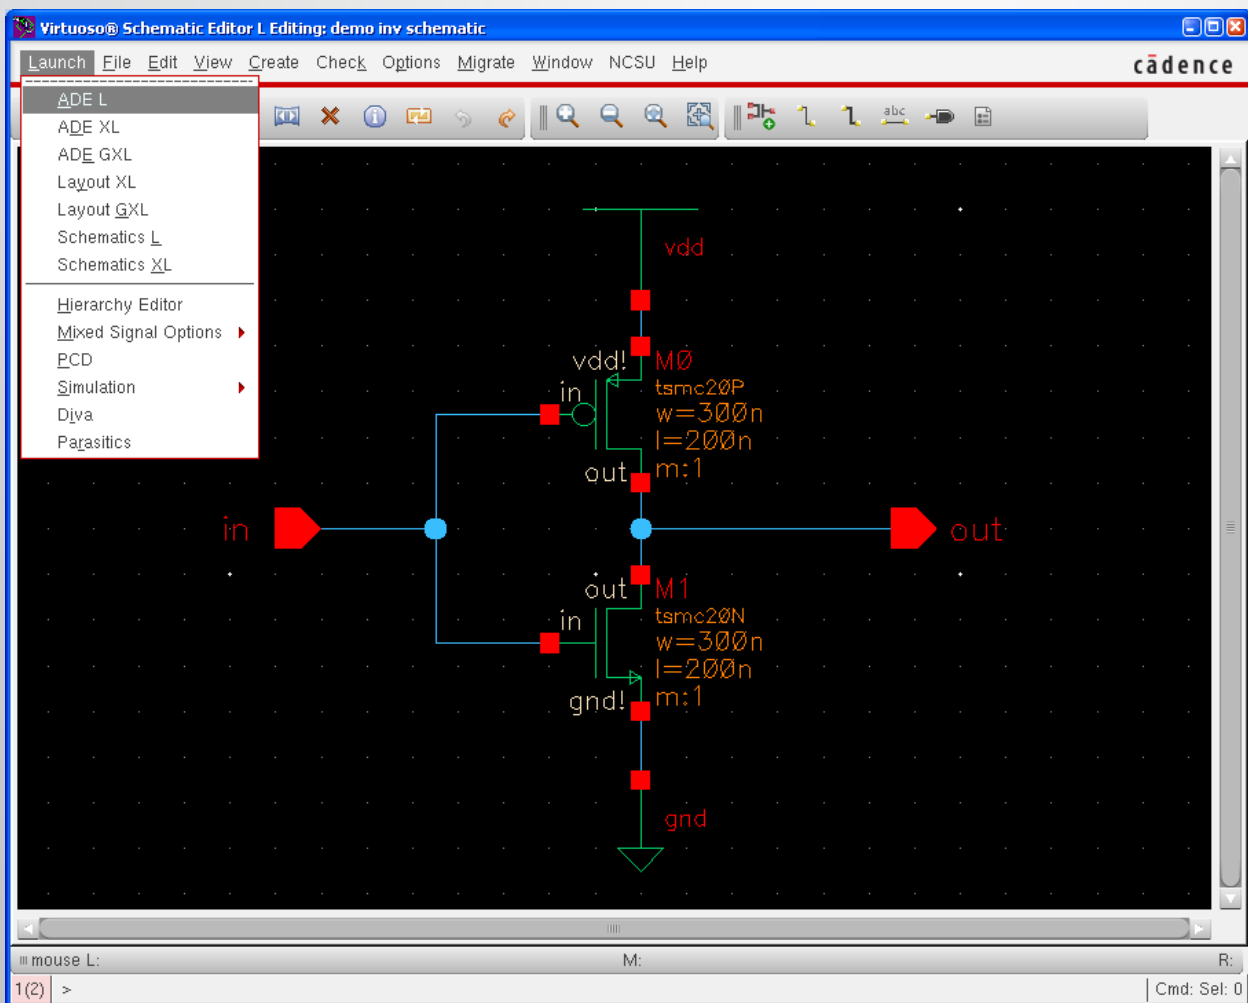 Virtuoso® Schematic Editor L Editing: demo inv schematic
Launch File Edit View Create Check Options Migrate Window NCSU Help cādence
ADE L
ADE XL
ADE GXL
Layout XL
Layout GXL
Schematics L
Schematics XL
Hierarchy Editor
Mixed Signal Options
PCD
Simulation
Diva
Parasitics
abc
vdd
vdd! M0
in tsmc20P
w=300n
l=200n
out m:1
in out
out M1
in tsmc20N
w=300n
l=200n
gnd! m:1
gnd
mouse L: M: R:
1(2) > Cmd: Sel: 0